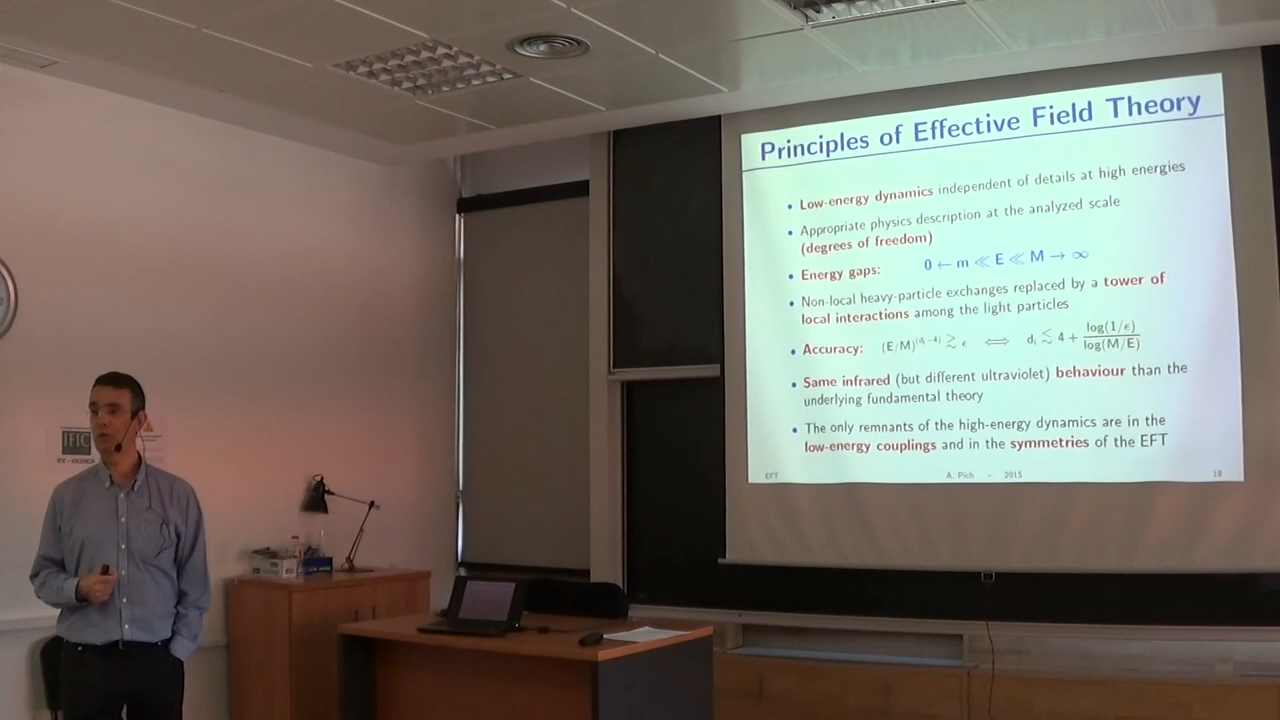 Principles of Effective Field Theory
• Low-energy dynamics independent of details at high energies
• Appropriate physics description at the analyzed scale
(degrees of freedom)
• Energy gaps: 0 ← m ≪ E ≪ M → ∞
• Non-local heavy-particle exchanges replaced by a tower of
local interactions among the light particles
• Accuracy: (E/M)^(dᵢ−4) ≳ ϵ ⟺ dᵢ ≲ 4 + log(1/ϵ) / log(M/E)
• Same infrared (but different ultraviolet) behaviour than the
underlying fundamental theory
• The only remnants of the high-energy dynamics are in the
low-energy couplings and in the symmetries of the EFT
EFT A. Pich – 2015 18
IFIC